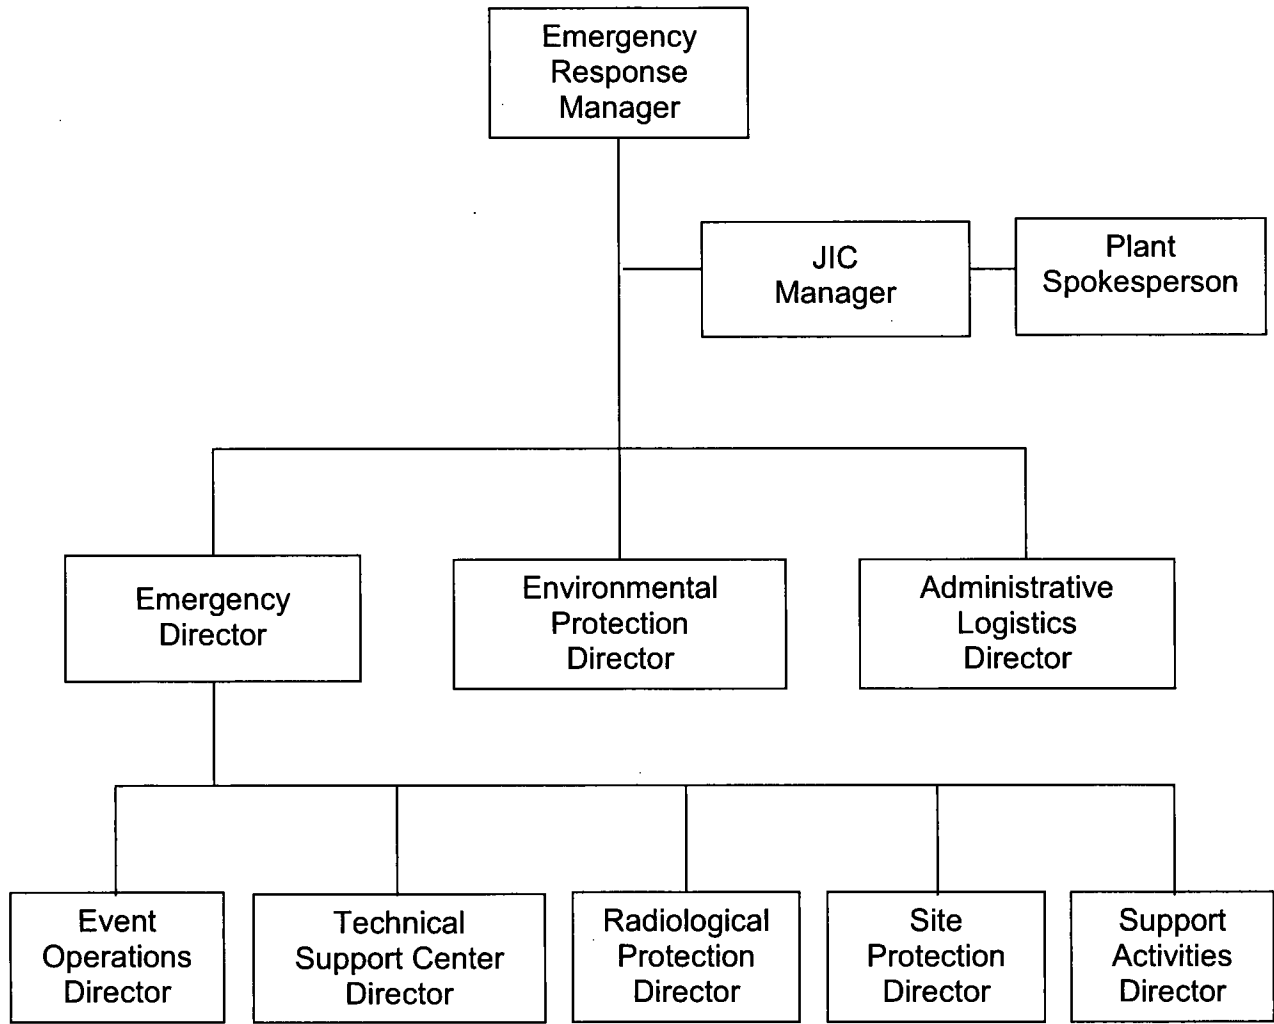 Emergency
Response
Manager
JIC
Manager
Plant
Spokesperson
Emergency
Director
Environmental
Protection
Director
Administrative
Logistics
Director
Event
Operations
Director
Technical
Support Center
Director
Radiological
Protection
Director
Site
Protection
Director
Support
Activities
Director